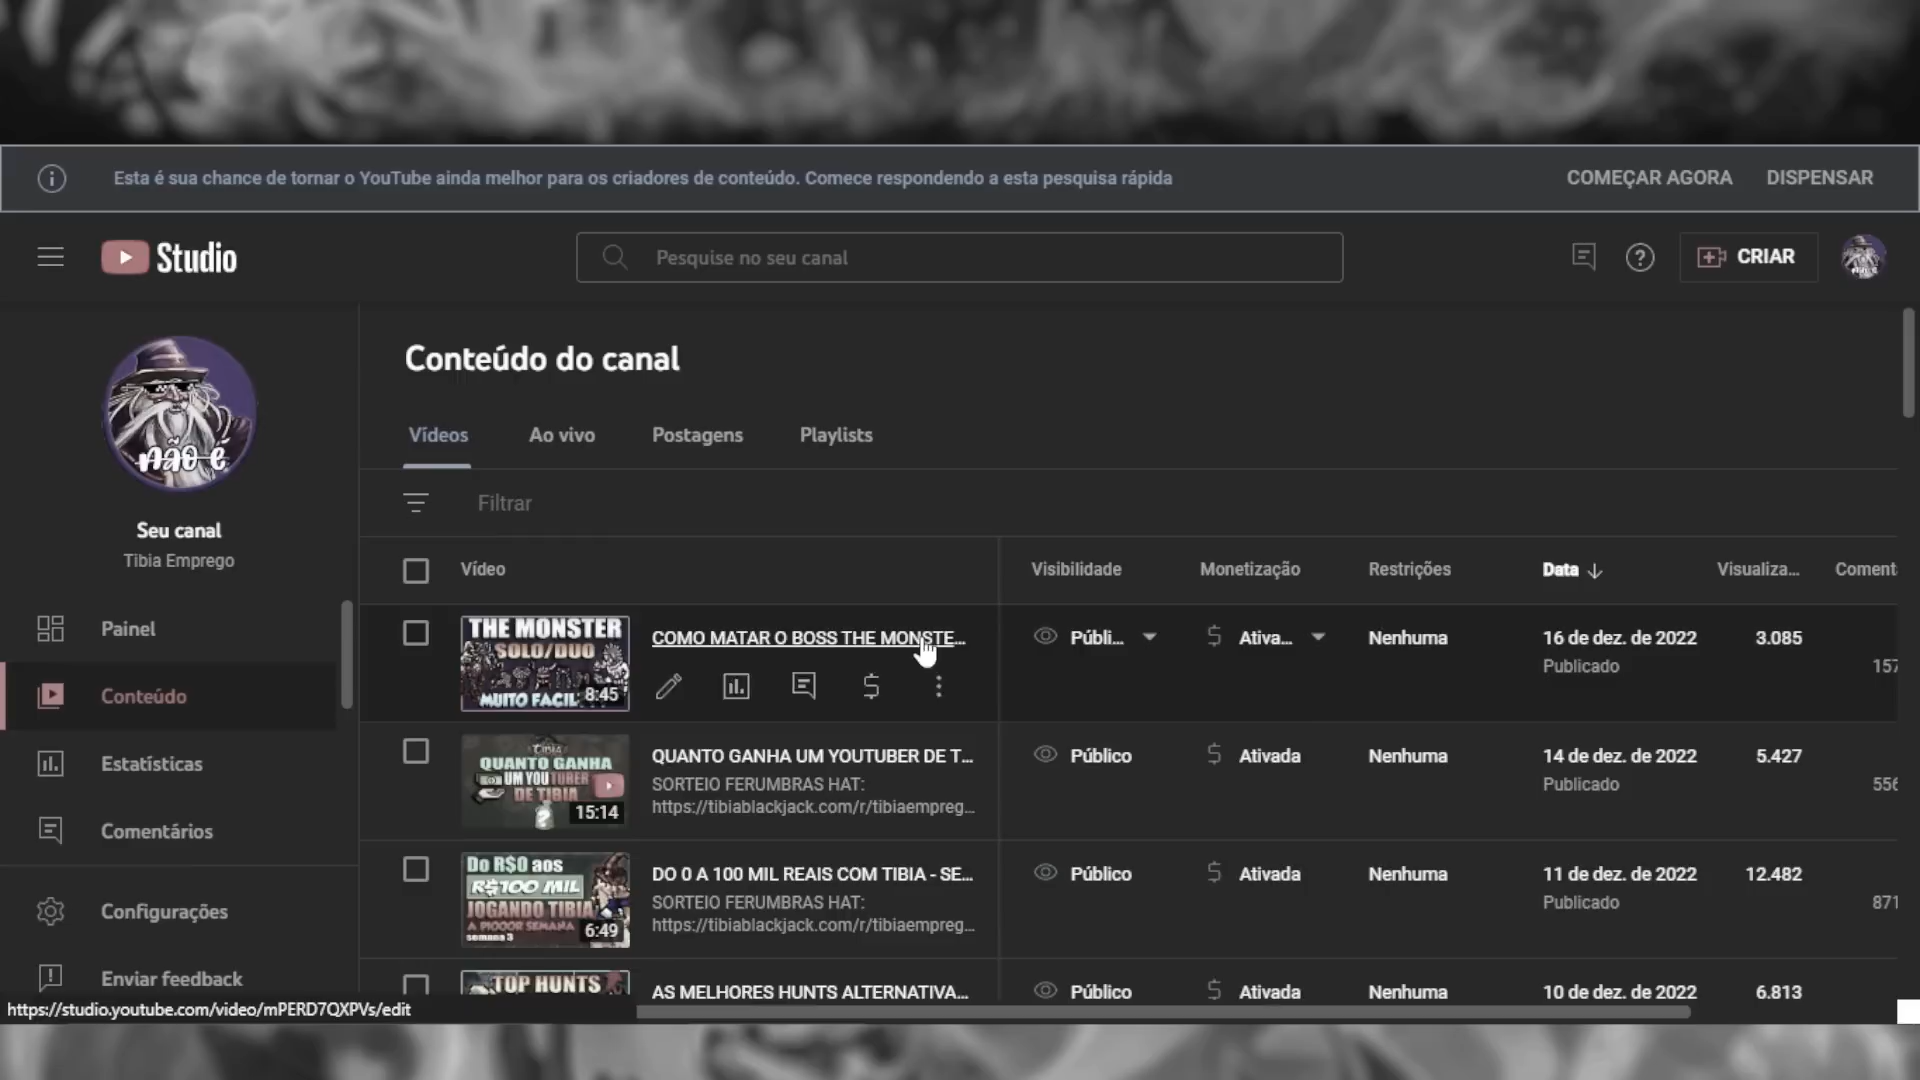 Esta é sua chance de tornar o YouTube ainda melhor para os criadores de conteúdo. Comece respondendo a esta pesquisa rápida
COMEÇAR AGORA
DISPENSAR
Studio
Pesquise no seu canal
CRIAR
não é
Seu canal
Tibia Emprego
Painel
Conteúdo
Estatísticas
Comentários
Configurações
Enviar feedback
https://studio.youtube.com/video/mPERD7QXPVs/edit
Conteúdo do canal
Vídeos
Ao vivo
Postagens
Playlists
Filtrar
Vídeo
Visibilidade
Monetização
Restrições
Data
Visualiza...
Coment
THE MONSTER
SOLO/DUO
MUITO FACIL
8:45
COMO MATAR O BOSS THE MONSTE...
Públi...
Ativa...
Nenhuma
16 de dez. de 2022
Publicado
3.085
157
TIBIA
QUANTO GANHA
UM YOUTUBER
DE TIBIA
?
15:14
QUANTO GANHA UM YOUTUBER DE T...
SORTEIO FERUMBRAS HAT:
https://tibiablackjack.com/r/tibiaempreg...
Público
Ativada
Nenhuma
14 de dez. de 2022
Publicado
5.427
556
Do R$0 aos
R$100 MIL
JOGANDO TIBIA
A PIOOOR SEMANA
semana 3
6:49
DO 0 A 100 MIL REAIS COM TIBIA - SE...
SORTEIO FERUMBRAS HAT:
https://tibiablackjack.com/r/tibiaempreg...
Público
Ativada
Nenhuma
11 de dez. de 2022
Publicado
12.482
871
TOP HUNTS
AS MELHORES HUNTS ALTERNATIVA...
Público
Ativada
Nenhuma
10 de dez. de 2022
6.813